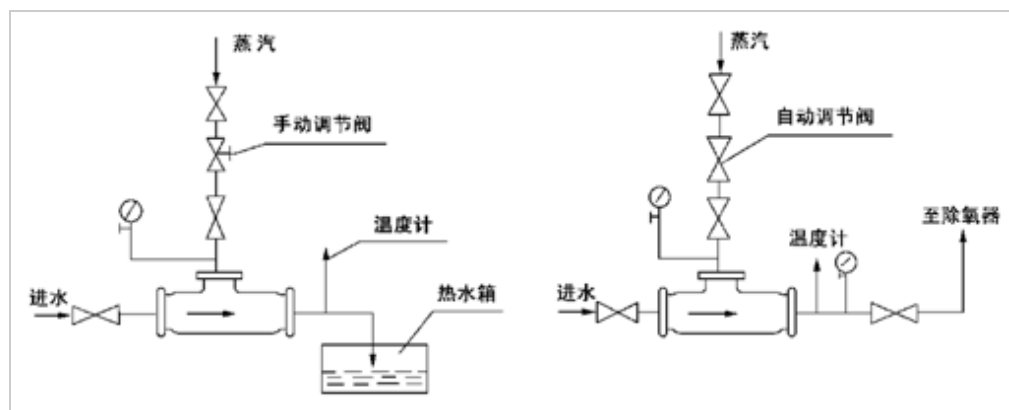 蒸汽
手动调节阀
温度计
进水
热水箱
蒸汽
自动调节阀
至除氧器
温度计
进水